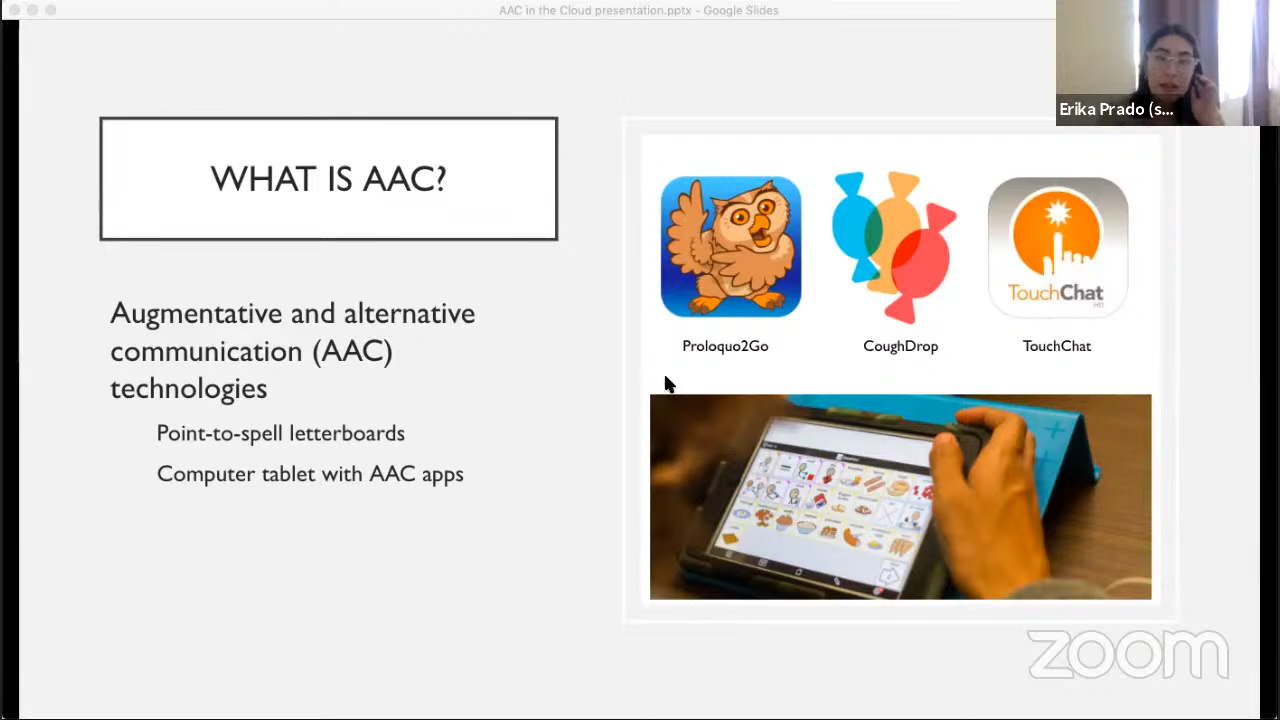 AAC in the Cloud presentation.pptx - Google Slides
Erika Prado (s...
WHAT IS AAC?
Augmentative and alternative
communication (AAC)
technologies
Point-to-spell letterboards
Computer tablet with AAC apps
TouchChat
HD
Proloquo2Go
CoughDrop
TouchChat
zoom